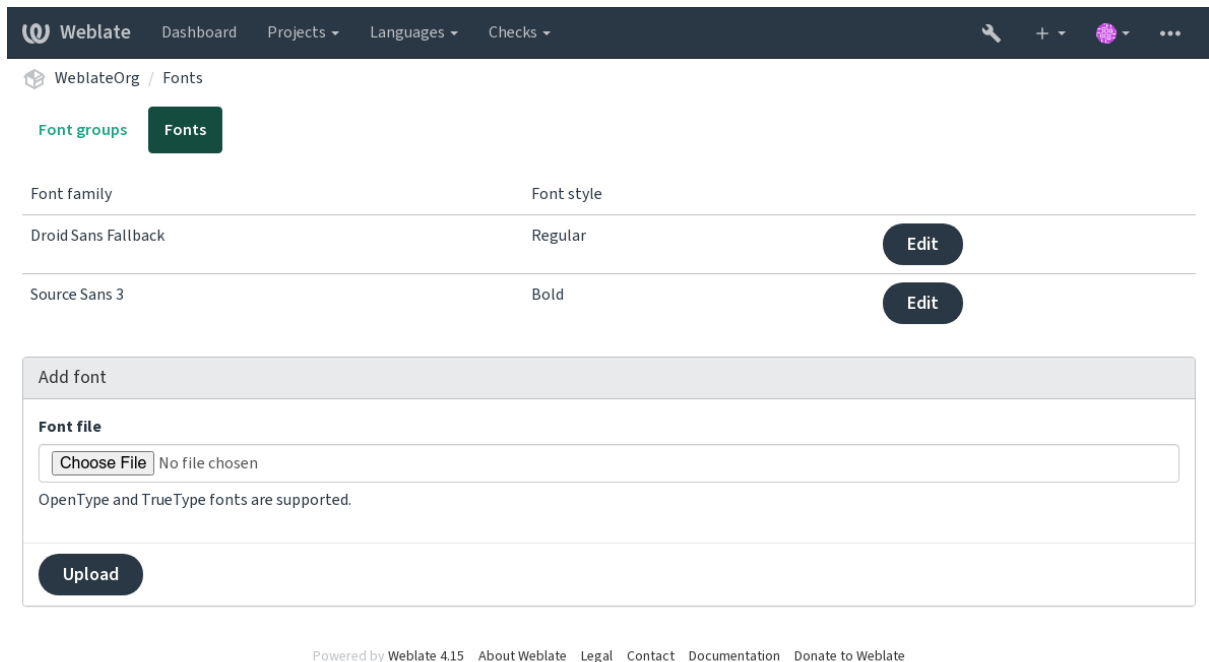 Weblate Dashboard Projects Languages Checks
WeblateOrg / Fonts
Font groups Fonts
Font family Font style
Droid Sans Fallback Regular Edit
Source Sans 3 Bold Edit
Add font
Font file
Choose File No file chosen
OpenType and TrueType fonts are supported.
Upload
Powered by Weblate 4.15 About Weblate Legal Contact Documentation Donate to Weblate